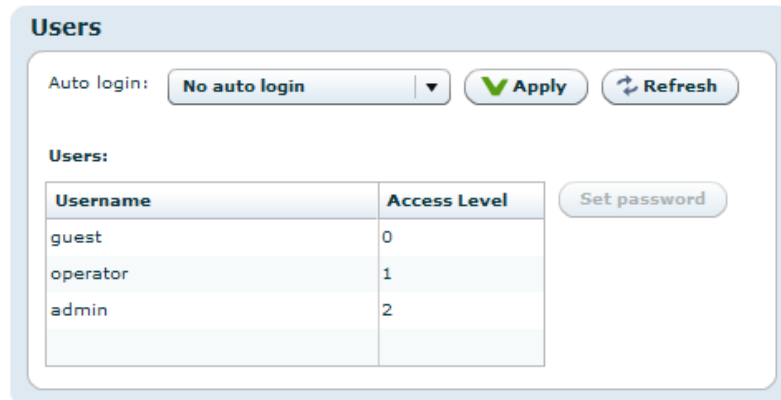 Users
Auto login: No auto login Apply Refresh
Users:
Username Access Level Set password
guest 0
operator 1
admin 2